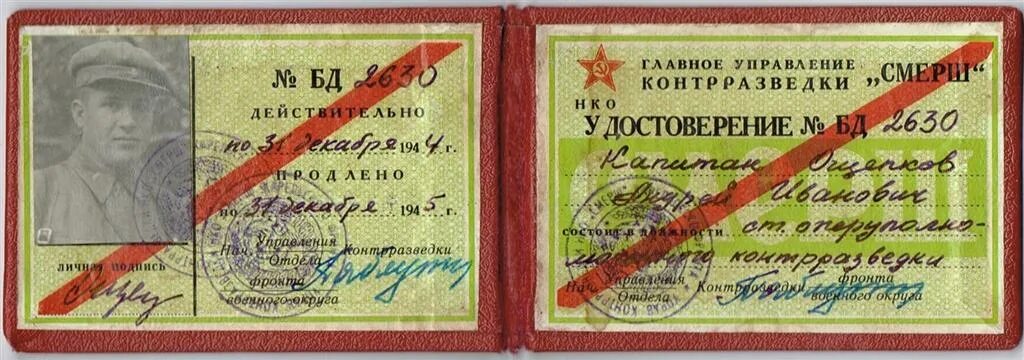 № БД 2630
ДЕЙСТВИТЕЛЬНО
по 31 декабря 1944 г.
ПРОДЛЕНО
по 31 декабря 1945 г.
Нач. Управления Отдела контрразведки
фронта
военного округа
личная подпись
ГЛАВНОЕ УПРАВЛЕНИЕ
КОНТРРАЗВЕДКИ „СМЕРШ"
НКО
УДОСТОВЕРЕНИЕ № БД 2630
Капитан Ощепков
Андрей Иванович
состоит в должности ст. оперуполно-
моченного контрразведки
Нач. Управления Отдела Контрразведки фронта
военного округа